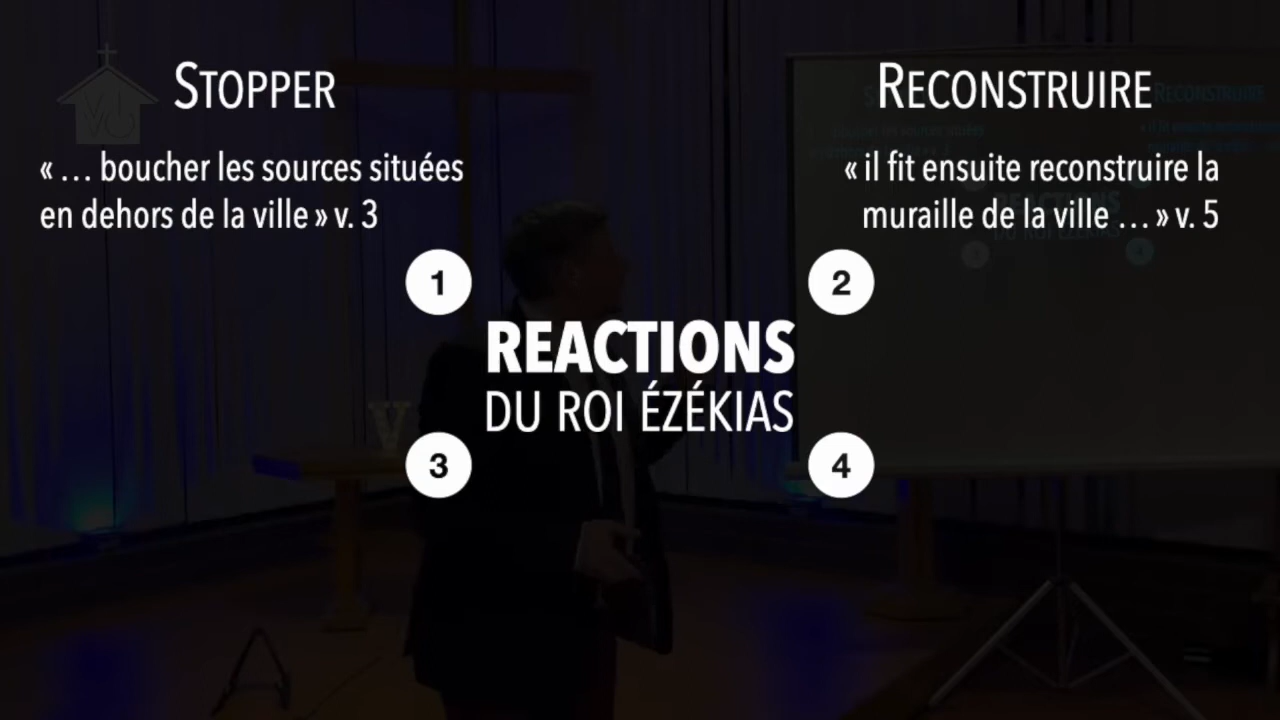 STOPPER
« … boucher les sources situées
en dehors de la ville » v. 3
RECONSTRUIRE
« il fit ensuite reconstruire la
muraille de la ville … » v. 5
1
2
REACTIONS
DU ROI ÉZÉKIAS
3
4